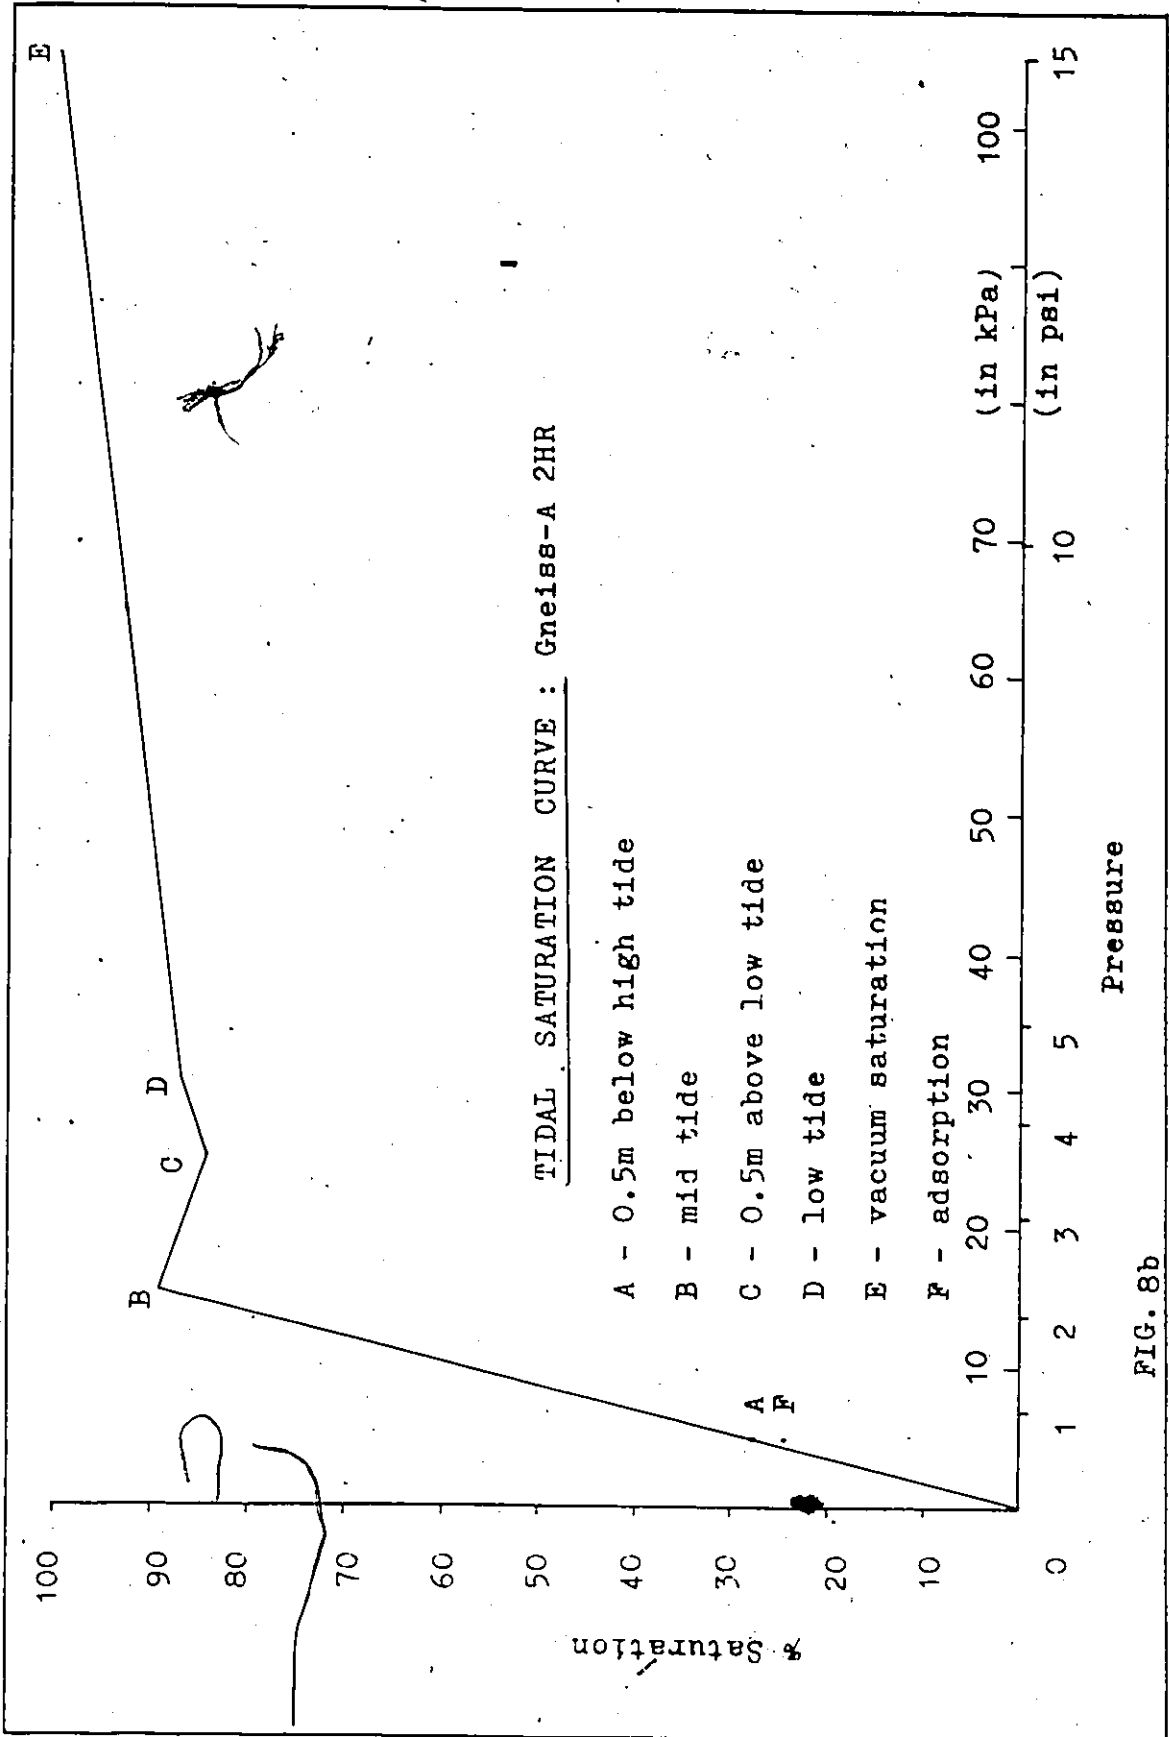 E
D
C
B
A
F
100
90
80
70
60
50
40
30
20
10
0
% Saturation
TIDAL SATURATION CURVE : Gneiss-A 2HR
A - 0.5m below high tide
B - mid tide
C - 0.5m above low tide
D - low tide
E - vacuum saturation
F - adsorption
10 20 30 40 50 60 70 (in kPa) 100
1 2 3 4 5 10 (in psi) 15
Pressure
FIG. 8b